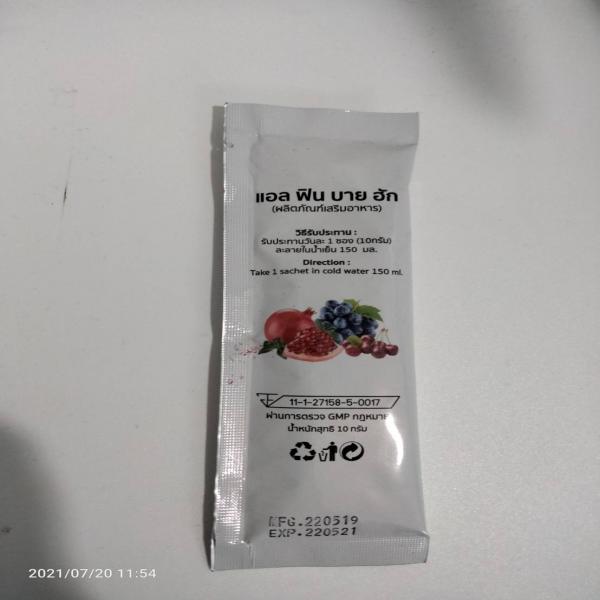 แอล ฟิน บาย ฮัก
(ผลิตภัณฑ์เสริมอาหาร)
วิธีรับประทาน :
รับประทานวันละ 1 ซอง (10กรัม)
ละลายในน้ำเย็น 150 มล.
Direction :
Take 1 sachet in cold water 150 ml.
11-1-27158-5-0017
ผ่านการตรวจ GMP กฎหมาย
น้ำหนักสุทธิ 10 กรัม
MFG.220519
EXP.220521
2021/07/20 11:54